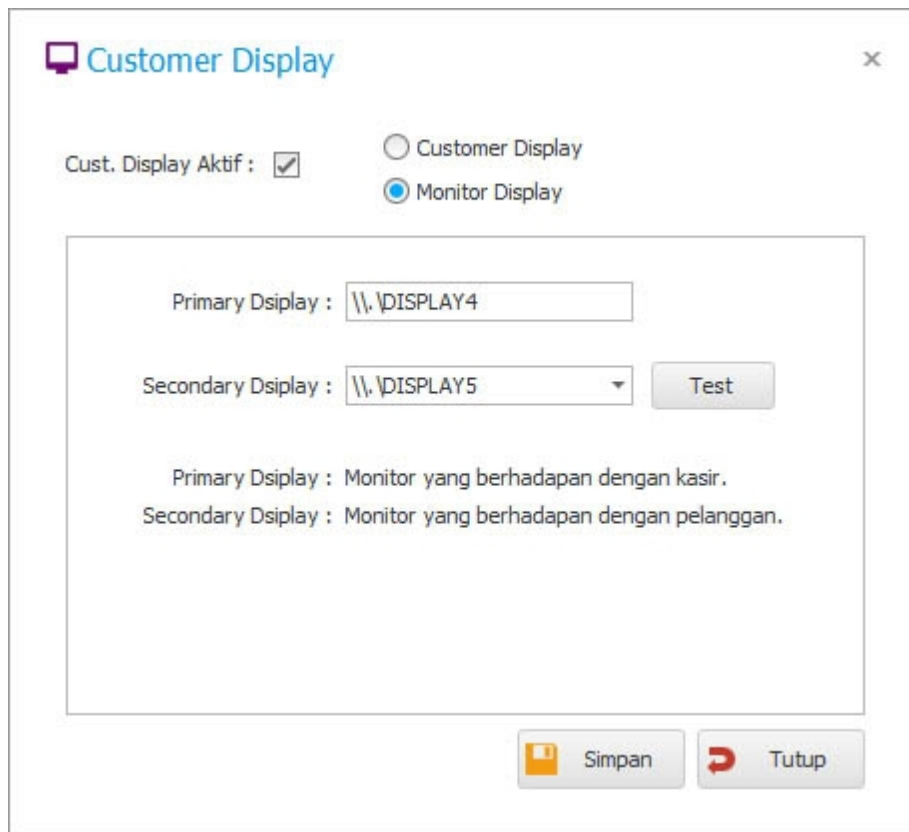 Customer Display
Cust. Display Aktif :
Customer Display
Monitor Display
Primary Dsiplay : \\.\DISPLAY4
Secondary Dsiplay : \\.\DISPLAY5 Test
Primary Dsiplay : Monitor yang berhadapan dengan kasir.
Secondary Dsiplay : Monitor yang berhadapan dengan pelanggan.
Simpan Tutup